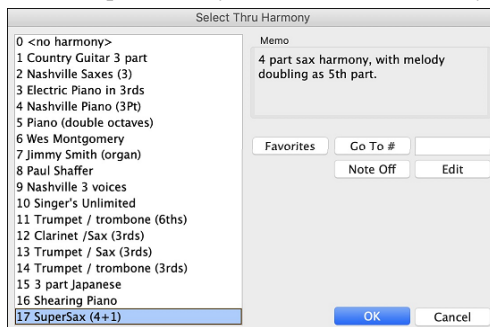 Select Thru Harmony
0 <no harmony>
1 Country Guitar 3 part
2 Nashville Saxes (3)
3 Electric Piano in 3rds
4 Nashville Piano (3Pt)
5 Piano (double octaves)
6 Wes Montgomery
7 Jimmy Smith (organ)
8 Paul Shaffer
9 Nashville 3 voices
10 Singer's Unlimited
11 Trumpet / trombone (6ths)
12 Clarinet /Sax (3rds)
13 Trumpet / Sax (3rds)
14 Trumpet / trombone (3rds)
15 3 part Japanese
16 Shearing Piano
17 SuperSax (4+1)
Memo
4 part sax harmony, with melody
doubling as 5th part.
Favorites Go To #
Note Off Edit
OK Cancel